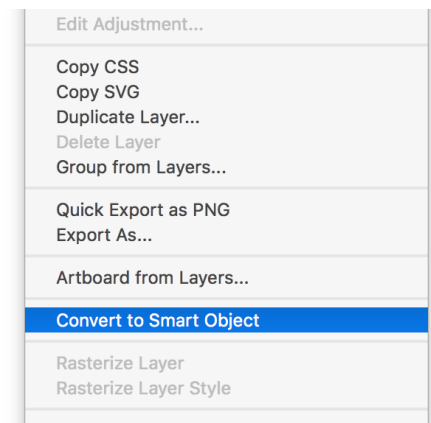 Edit Adjustment...
Copy CSS
Copy SVG
Duplicate Layer...
Delete Layer
Group from Layers...
Quick Export as PNG
Export As...
Artboard from Layers...
Convert to Smart Object
Rasterize Layer
Rasterize Layer Style